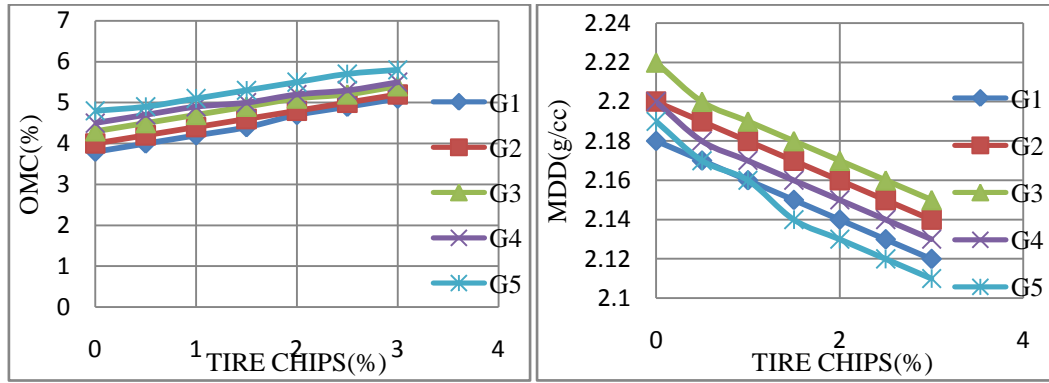 7
6
5
4
3
2
1
0
OMC(%)
0 1 2 3 4
TIRE CHIPS(%)
G1
G2
G3
G4
G5
2.24
2.22
2.2
2.18
2.16
2.14
2.12
2.1
MDD(g/cc)
0 2 4
TIRE CHIPS(%)
G1
G2
G3
G4
G5